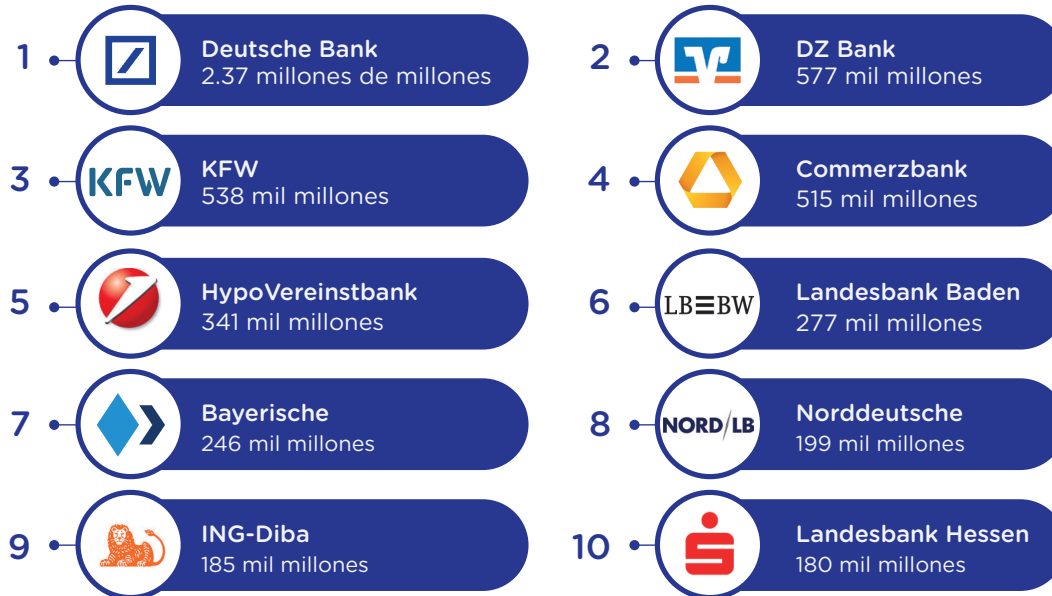 1
Deutsche Bank
2.37 millones de millones
2
DZ Bank
577 mil millones
3
KFW
KFW
538 mil millones
4
Commerzbank
515 mil millones
5
HypoVereinstbank
341 mil millones
6
LB≡BW
Landesbank Baden
277 mil millones
7
Bayerische
246 mil millones
8
NORD/LB
Norddeutsche
199 mil millones
9
ING-Diba
185 mil millones
10
Landesbank Hessen
180 mil millones